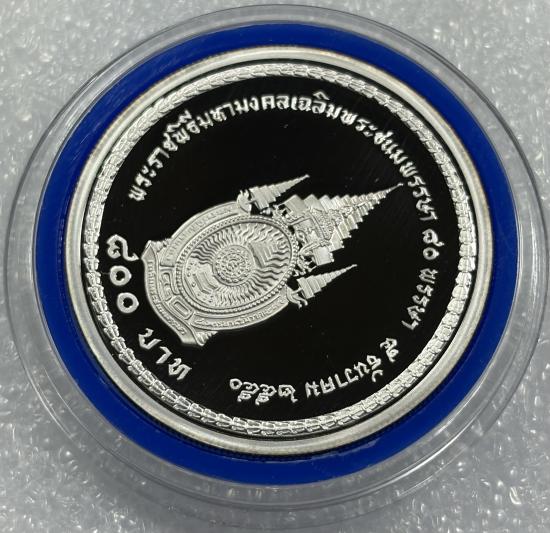 พระราชพิธีมหามงคลเฉลิมพระชนมพรรษา ๘๐ พรรษา ๕ ธันวาคม ๒๕๕๐
๘๐๐ บาท